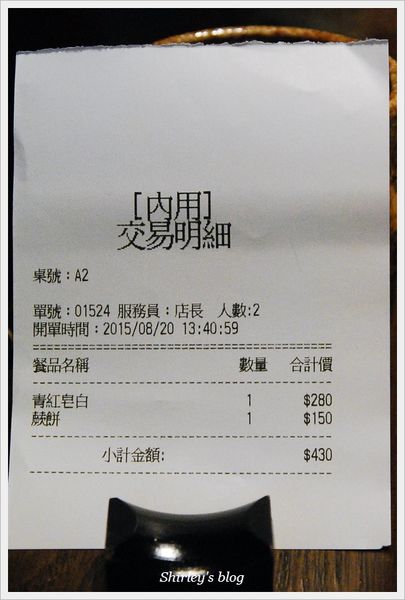 [內用]
交易明細
桌號：A2
單號：01524 服務員：店長 人數:2
開單時間：2015/08/20 13:40:59
餐品名稱 數量 合計價
青紅皂白 1 $280
蕨餅 1 $150
小計金額: $430
Shirley's blog